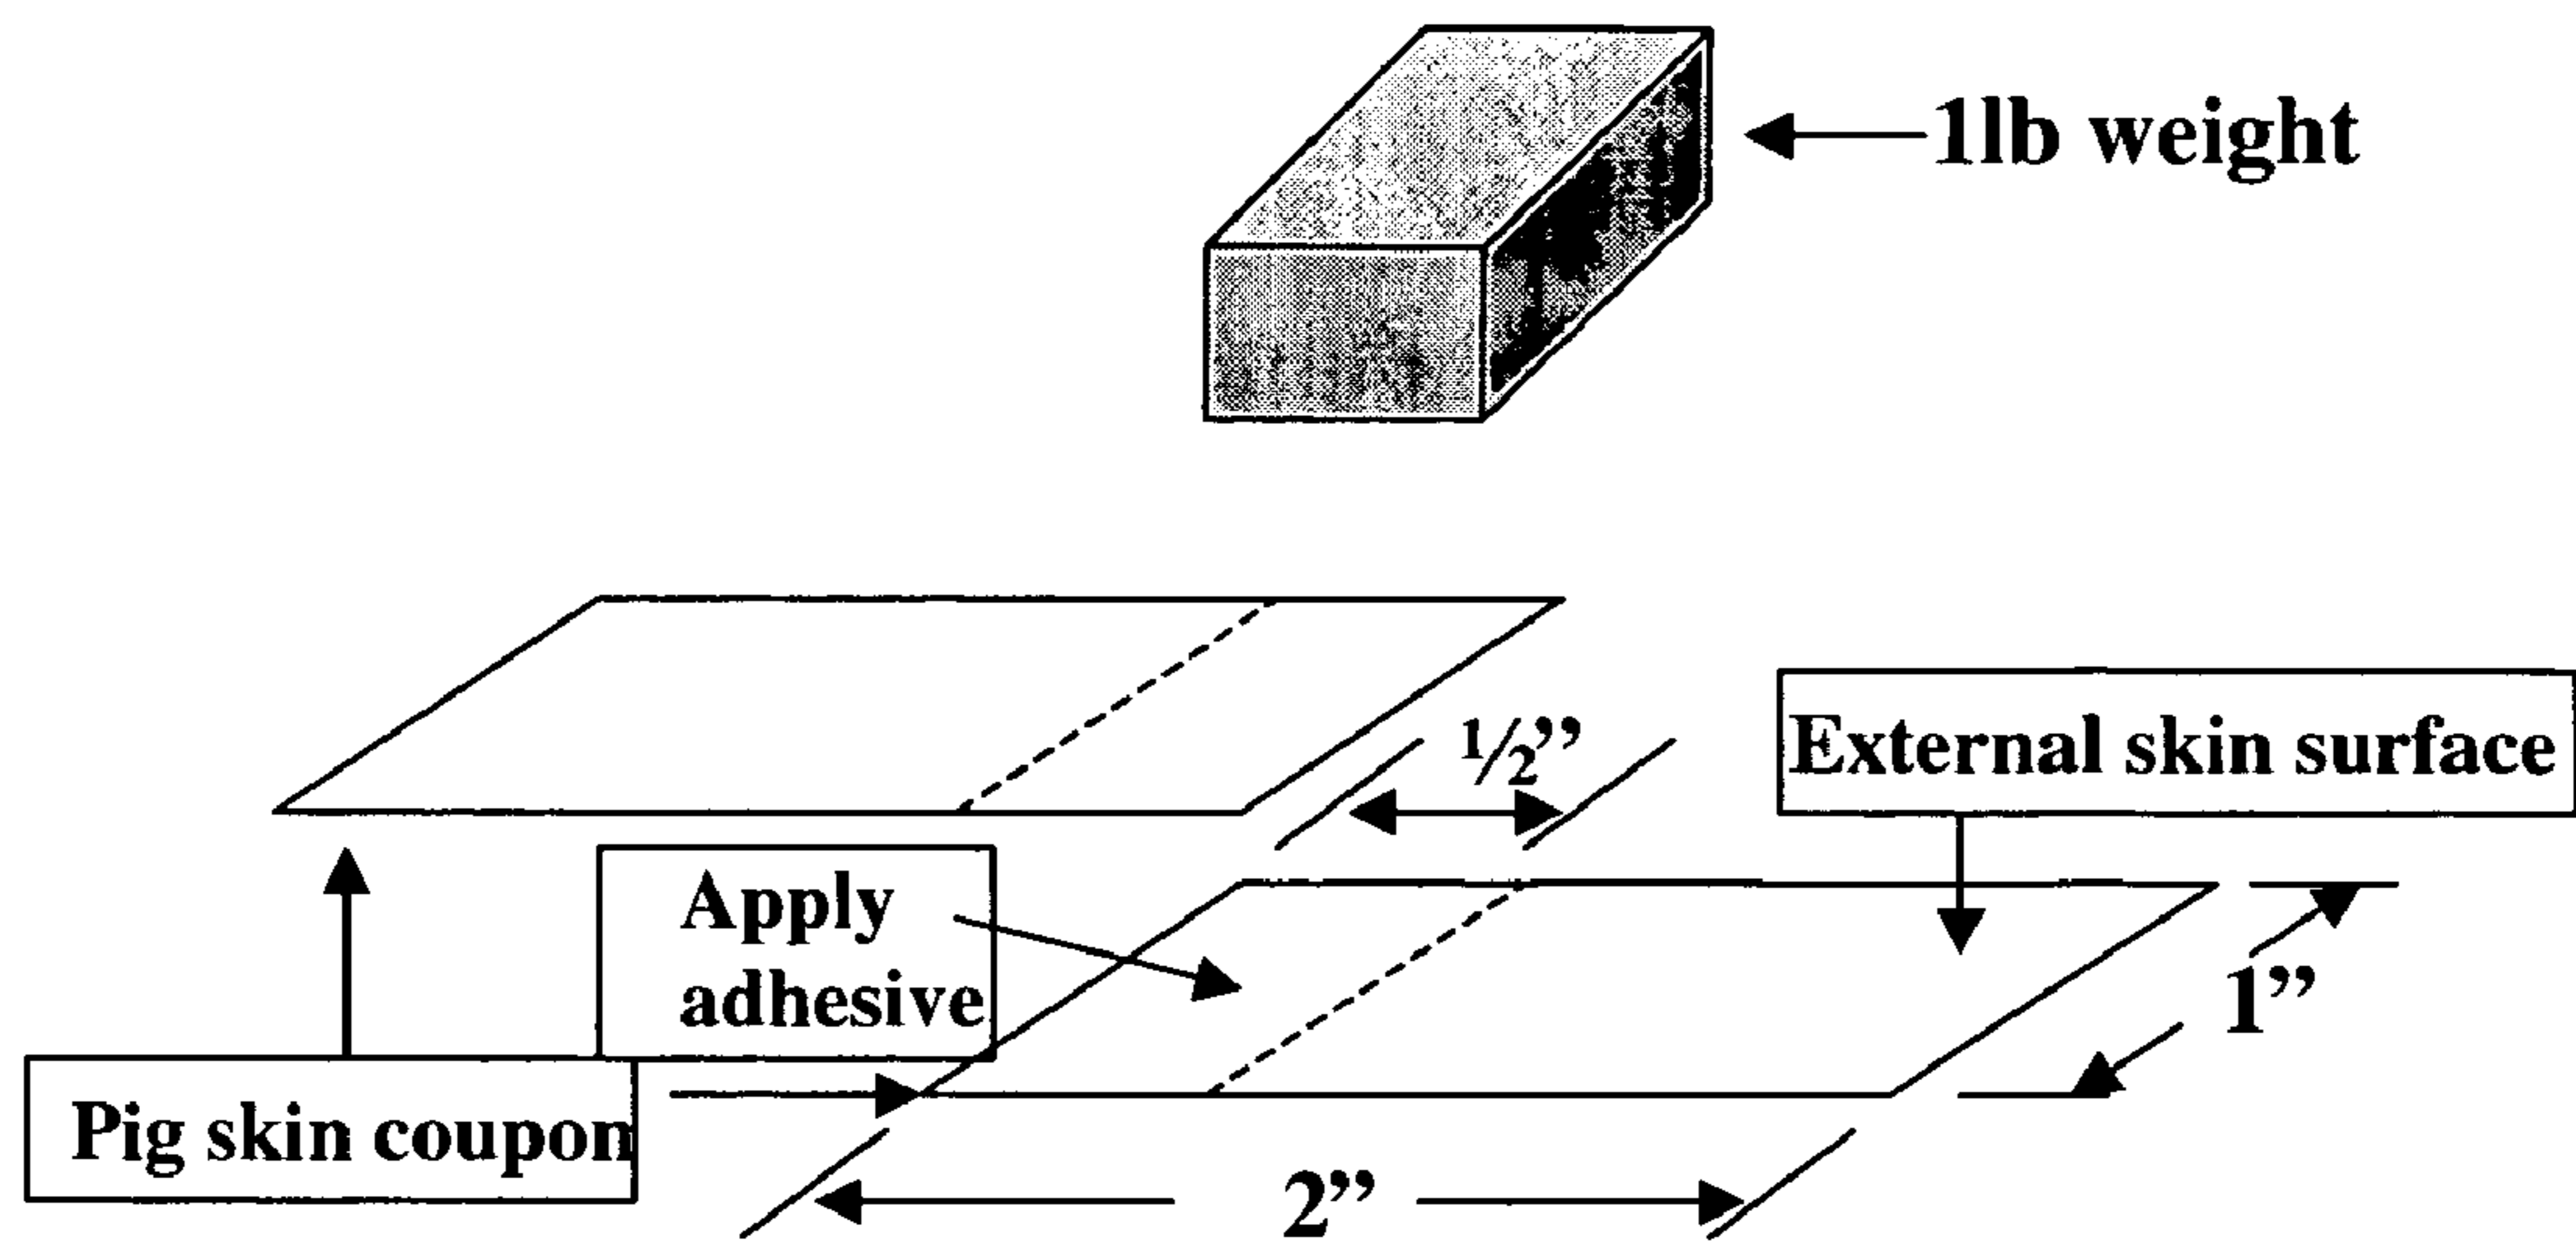 1lb weight
½”
External skin surface
Apply
adhesive
1”
Pig skin coupon
2”